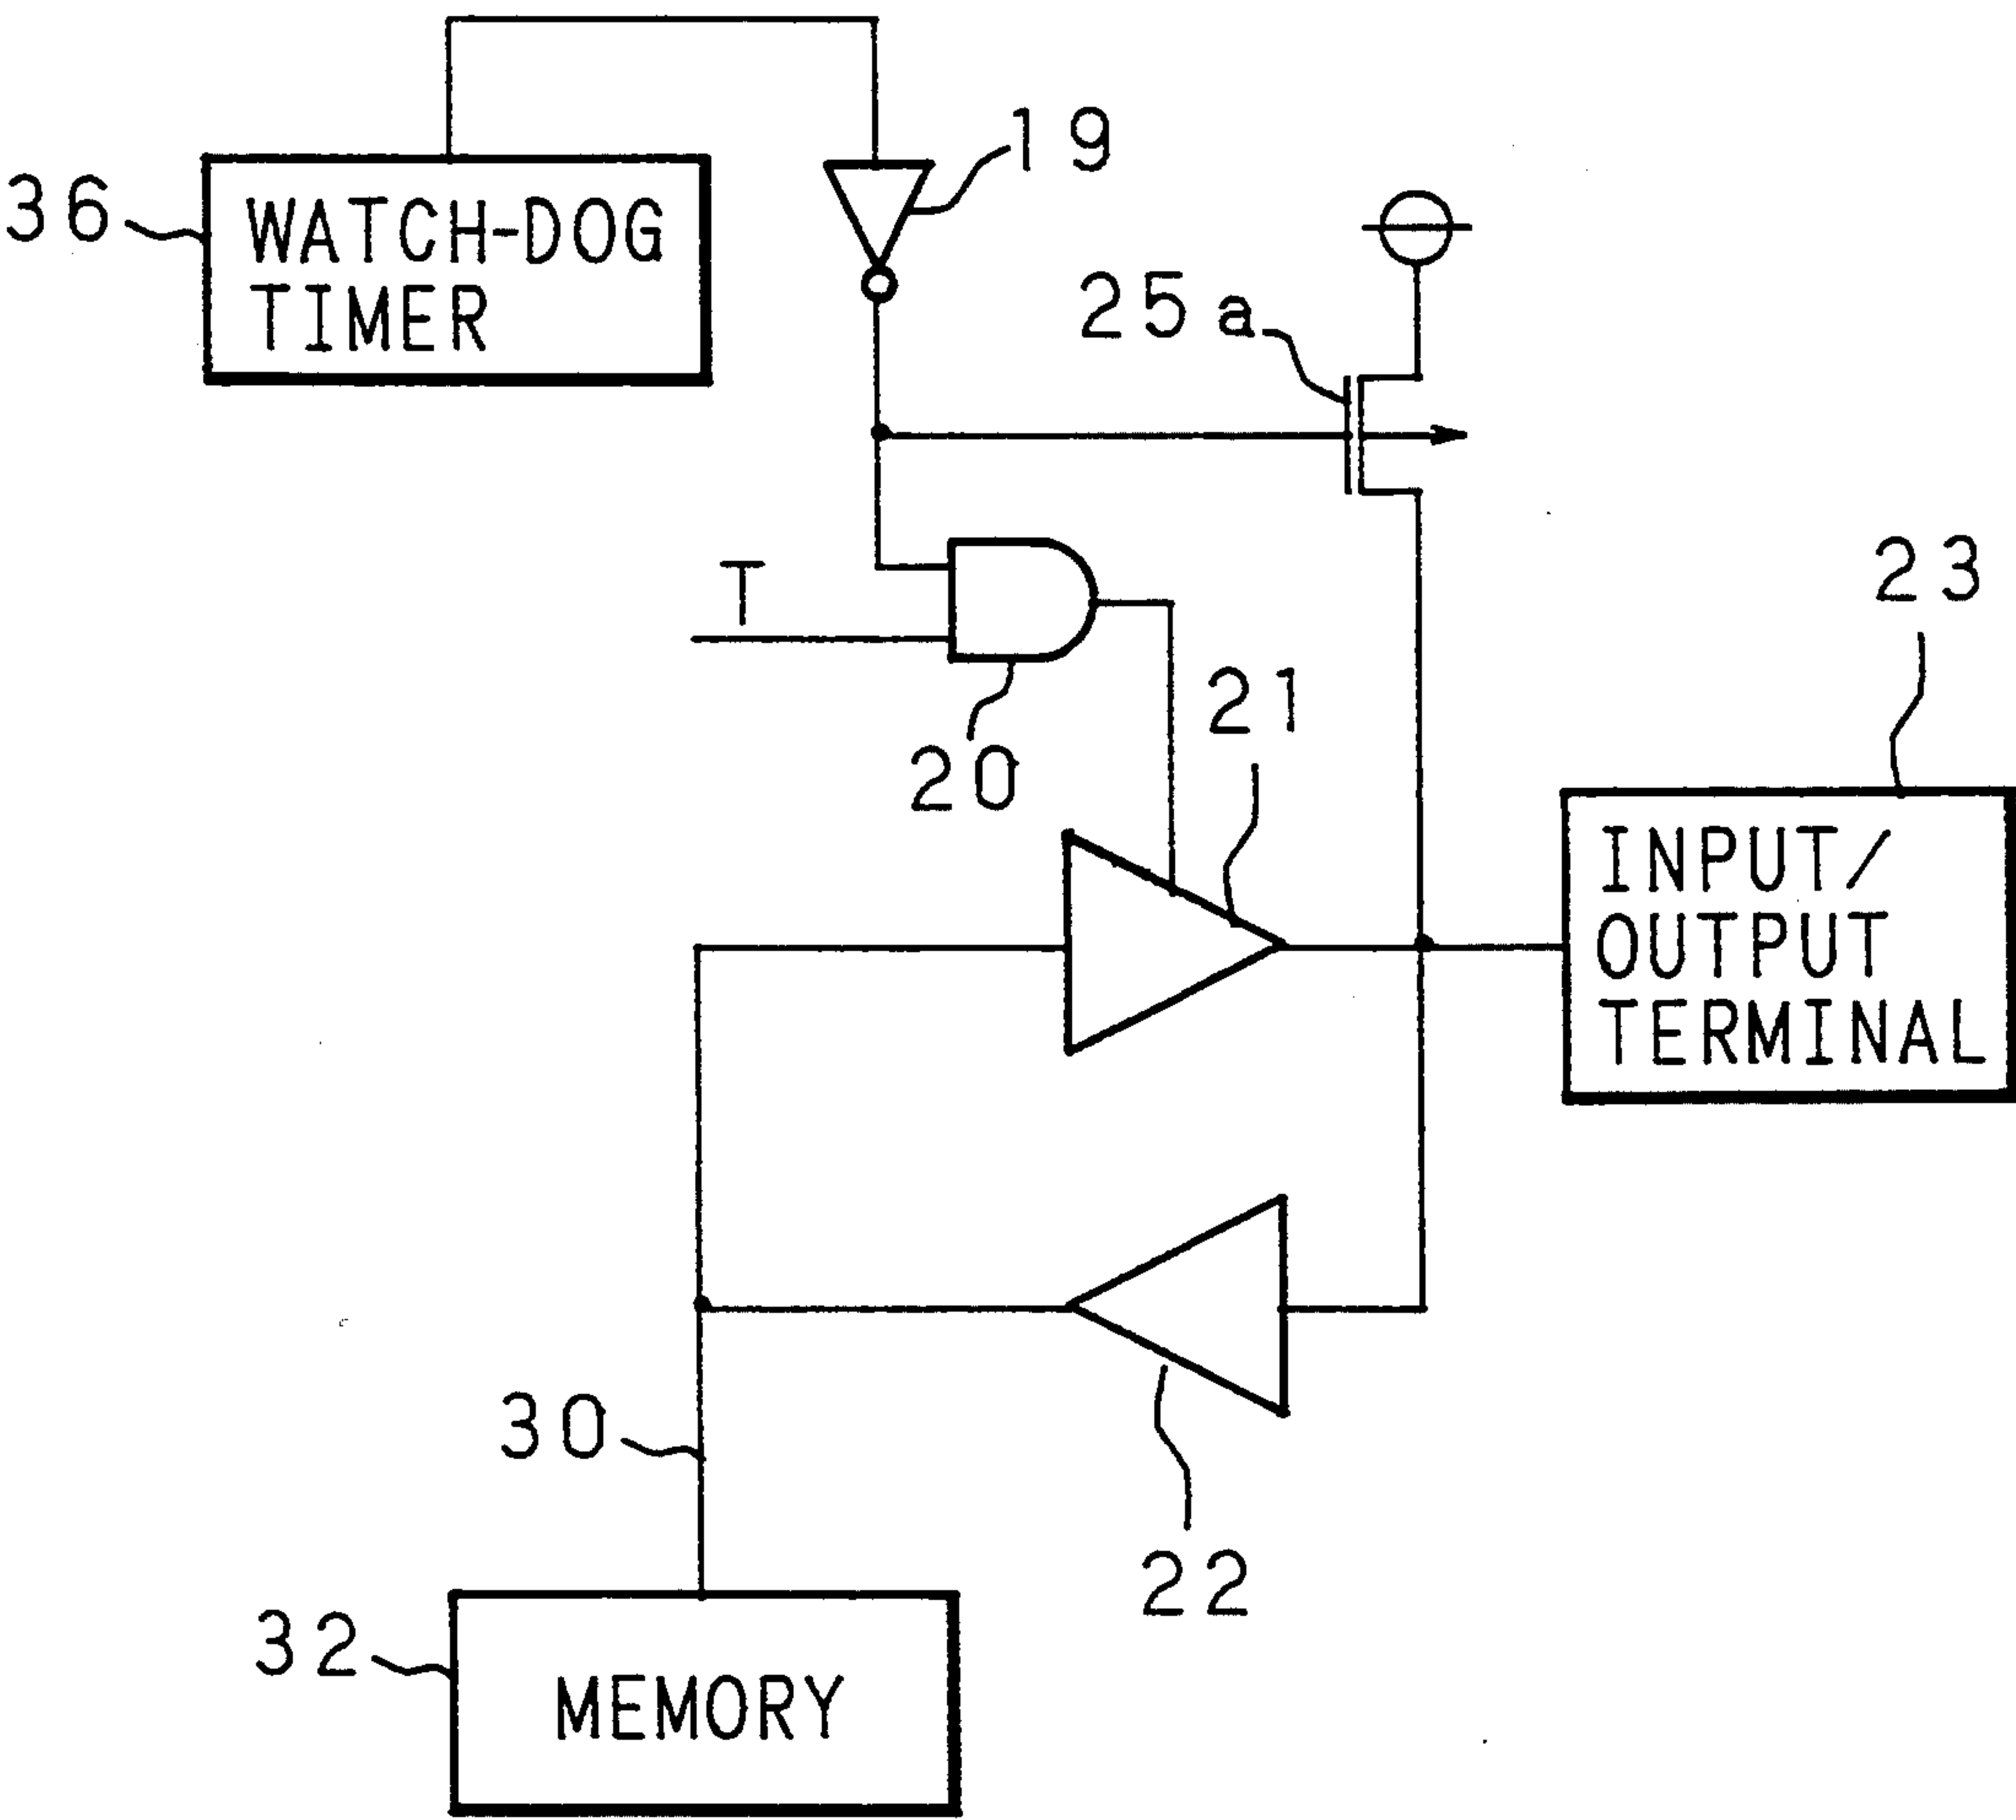 19
36
WATCH-DOG
TIMER
25a
T
23
21
20
INPUT/
OUTPUT
TERMINAL
30
22
32
MEMORY